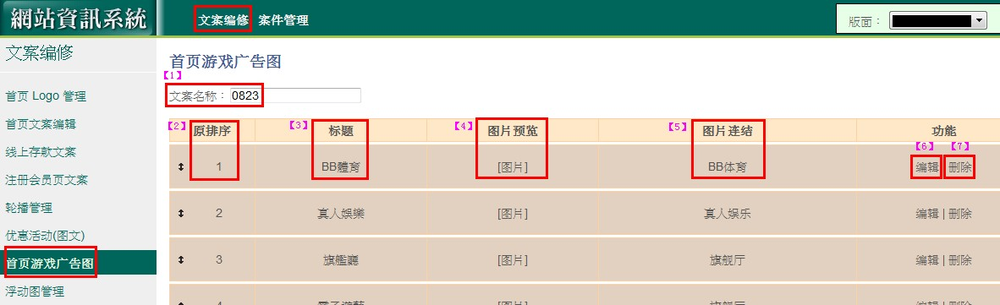 網站資訊系統
文案编修 案件管理
版面：
文案编修
首页 Logo 管理
首页文案编辑
线上存款文案
注册会员页文案
轮播管理
优惠活动(图文)
首页游戏广告图
浮动图管理
首页游戏广告图
【1】
文案名称：0823
【2】 原排序 【3】 标题 【4】 图片预览 【5】 图片连结 功能
【6】 【7】
1 BB體育 [图片] BB体育 编辑 | 删除
2 真人娛樂 [图片] 真人娱乐 编辑 | 删除
3 旗艦廳 [图片] 旗舰厅 编辑 | 删除